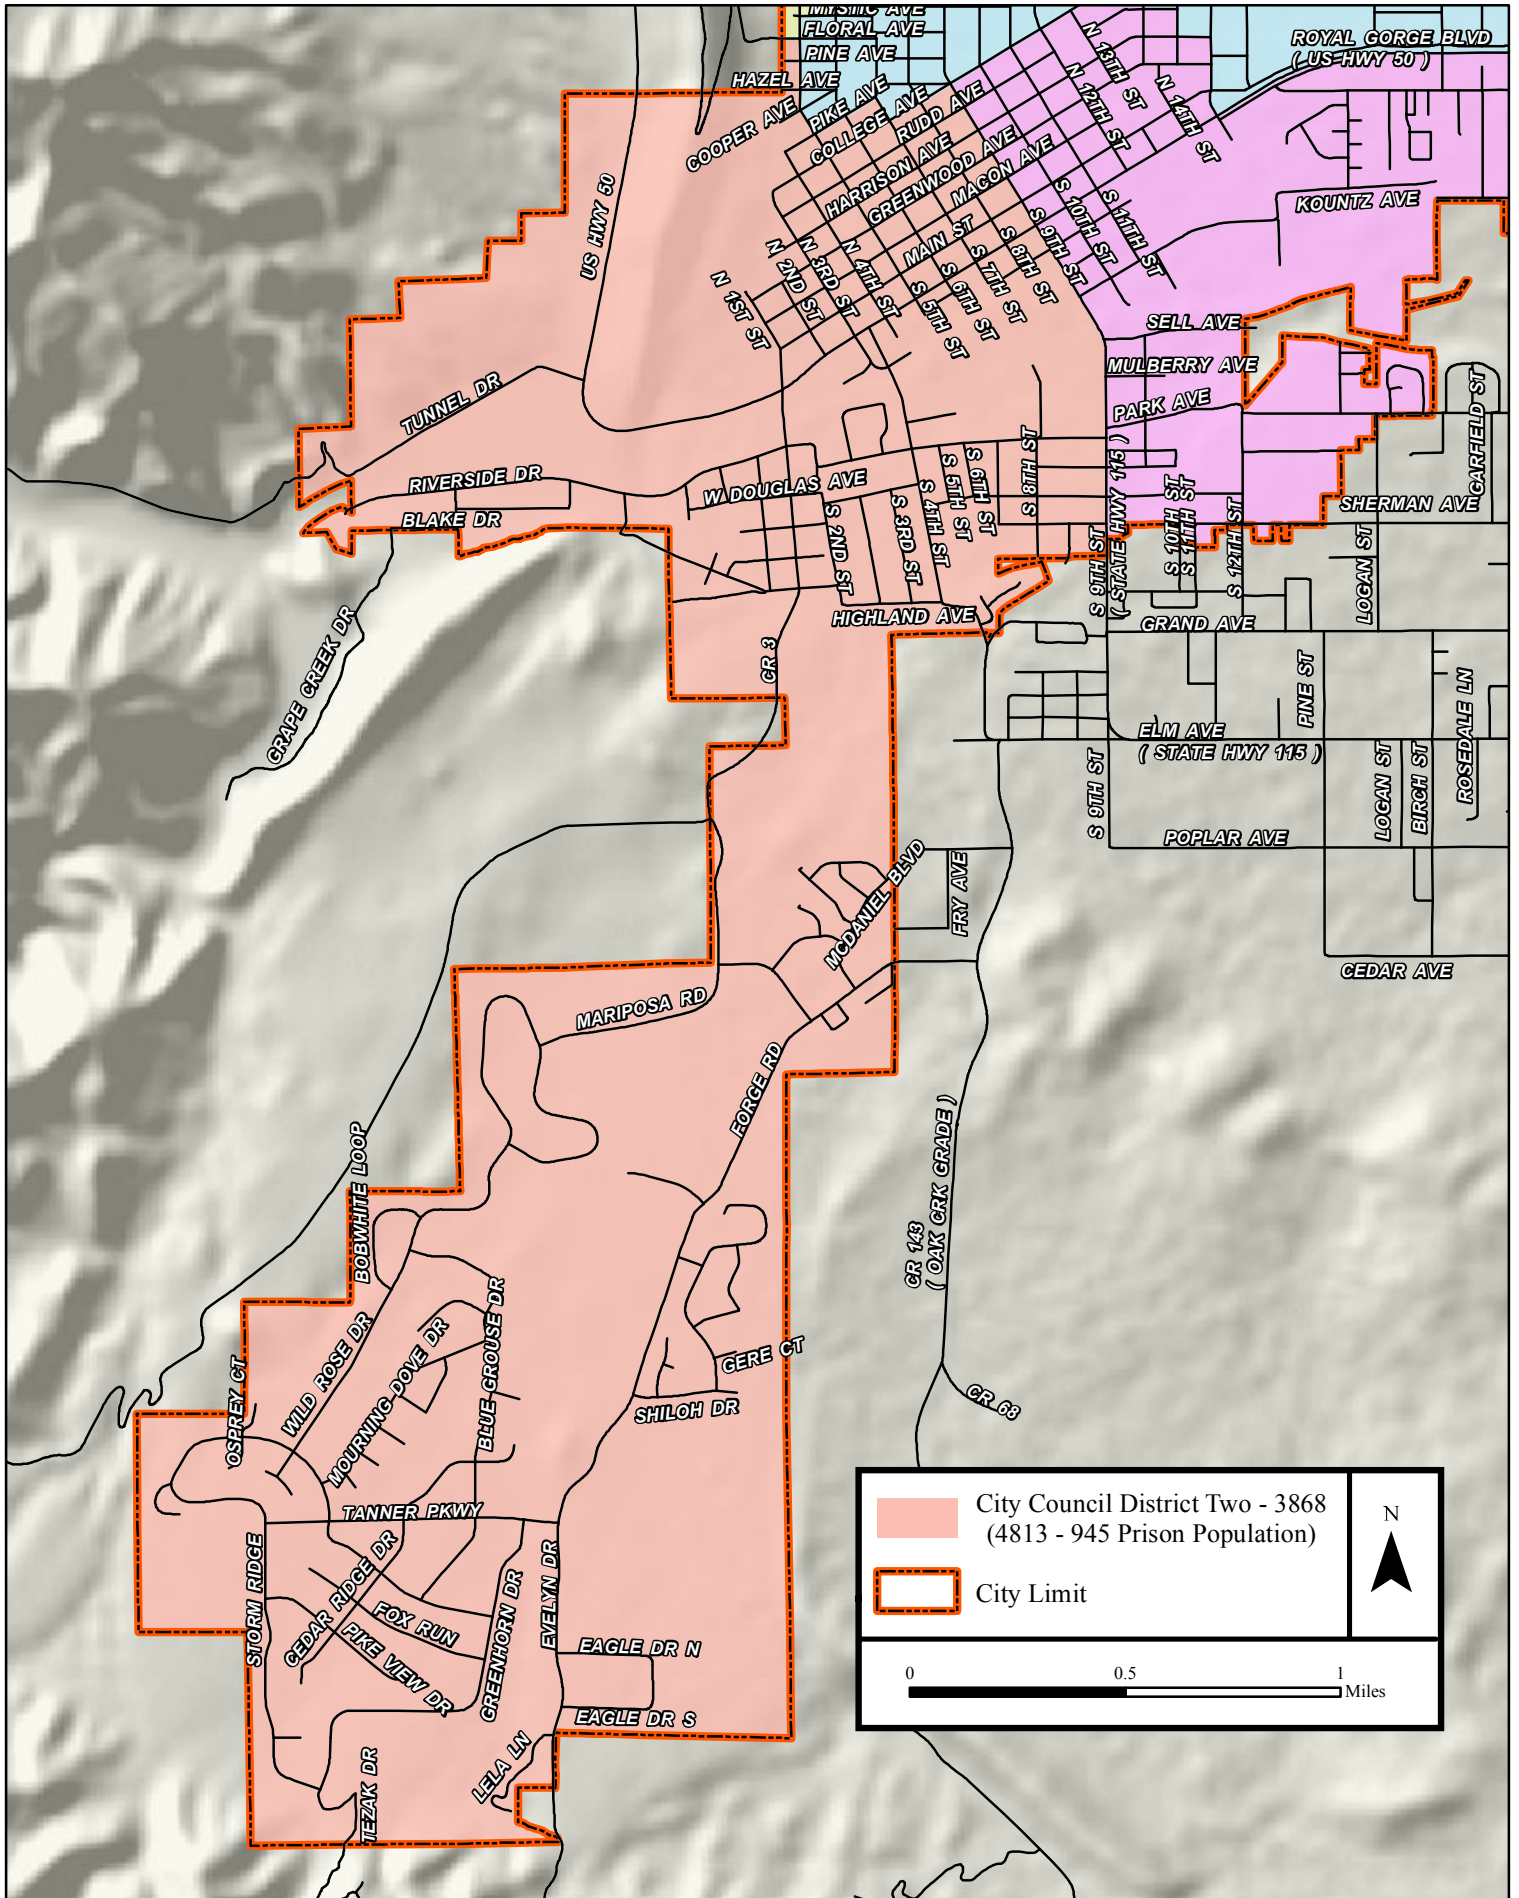 MYSTIC AVE
FLORAL AVE
PINE AVE
HAZEL AVE
COOPER AVE
PIKE AVE
COLLEGE AVE
RUDD AVE
HARRISON AVE
GREENWOOD AVE
MACON AVE
MAIN ST
N 13TH ST
N 12TH ST
N 14TH ST
ROYAL GORGE BLVD
( US HWY 50 )
KOUNTZ AVE
US HWY 50
N 1ST ST
N 2ND ST
N 3RD ST
N 4TH ST
S 5TH ST
S 6TH ST
S 7TH ST
S 8TH ST
S 9TH ST
S 10TH ST
S 11TH ST
SELL AVE
MULBERRY AVE
PARK AVE
TUNNEL DR
RIVERSIDE DR
BLAKE DR
W DOUGLAS AVE
S 2ND ST
S 3RD ST
S 4TH ST
S 5TH ST
S 6TH ST
S 8TH ST
S 9TH ST
( STATE HWY 115 )
S 10TH ST
S 11TH ST
S 12TH ST
SHERMAN AVE
GARFIELD ST
LOGAN ST
HIGHLAND AVE
GRAND AVE
GRAPE CREEK DR
CR 3
PINE ST
ROSEDALE LN
ELM AVE
( STATE HWY 115 )
S 9TH ST
LOGAN ST
BIRCH ST
POPLAR AVE
MCDANIEL BLVD
FRY AVE
CEDAR AVE
MARIPOSA RD
FORGE RD
BOBWHITE LOOP
CR 143
( OAK CRK GRADE )
WILD ROSE DR
MOURNING DOVE DR
BLUE GROUSE DR
OSPREY CT
GERE CT
SHILOH DR
CR 68
TANNER PKWY
STORM RIDGE
CEDAR RIDGE DR
FOX RUN
PIKE VIEW DR
GREENHORN DR
EVELYN DR
EAGLE DR N
EAGLE DR S
LELA LN
TEZAK DR
City Council District Two - 3868
(4813 - 945 Prison Population)
City Limit
N
0 0.5 1
Miles